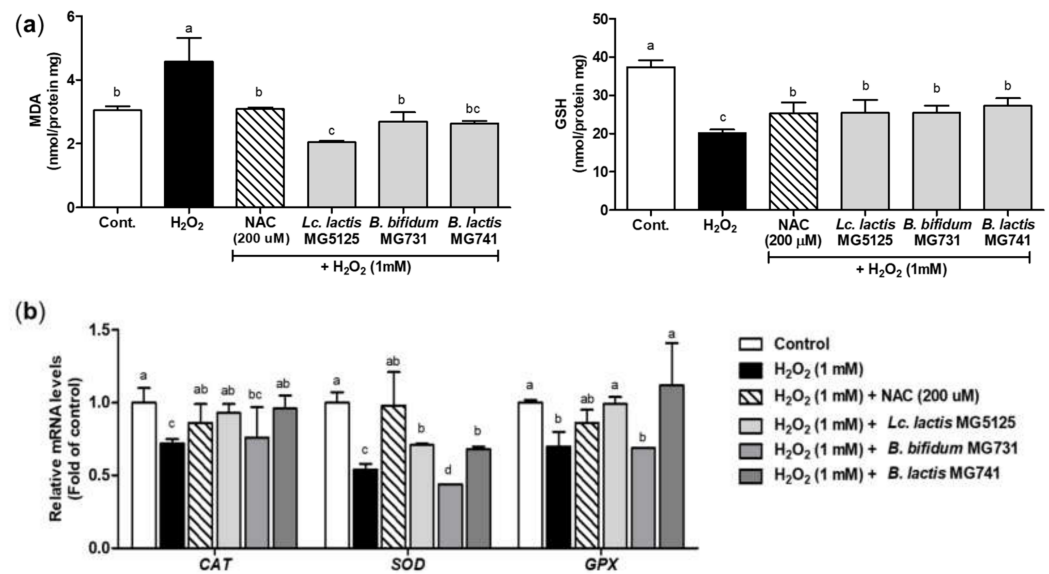 (a)
MDA
(nmol/protein mg)
6
4
2
0
a
b
b
c
b
bc
Cont.
H₂O₂
NAC
(200 uM)
Lc. lactis
MG5125
B. bifidum
MG731
B. lactis
MG741
+ H₂O₂ (1mM)
GSH
(nmol/protein mg)
50
40
30
20
10
0
a
c
b
b
b
b
Cont.
H₂O₂
NAC
(200 μM)
Lc. lactis
MG5125
B. bifidum
MG731
B. lactis
MG741
+ H₂O₂ (1mM)
(b)
Relative mRNA levels
(Fold of control)
1.5
1.0
0.5
0.0
a
c
ab
ab
bc
ab
a
c
ab
b
d
b
a
b
ab
a
b
a
CAT
SOD
GPX
Control
H₂O₂ (1 mM)
H₂O₂ (1 mM) + NAC (200 uM)
H₂O₂ (1 mM) + Lc. lactis MG5125
H₂O₂ (1 mM) + B. bifidum MG731
H₂O₂ (1 mM) + B. lactis MG741